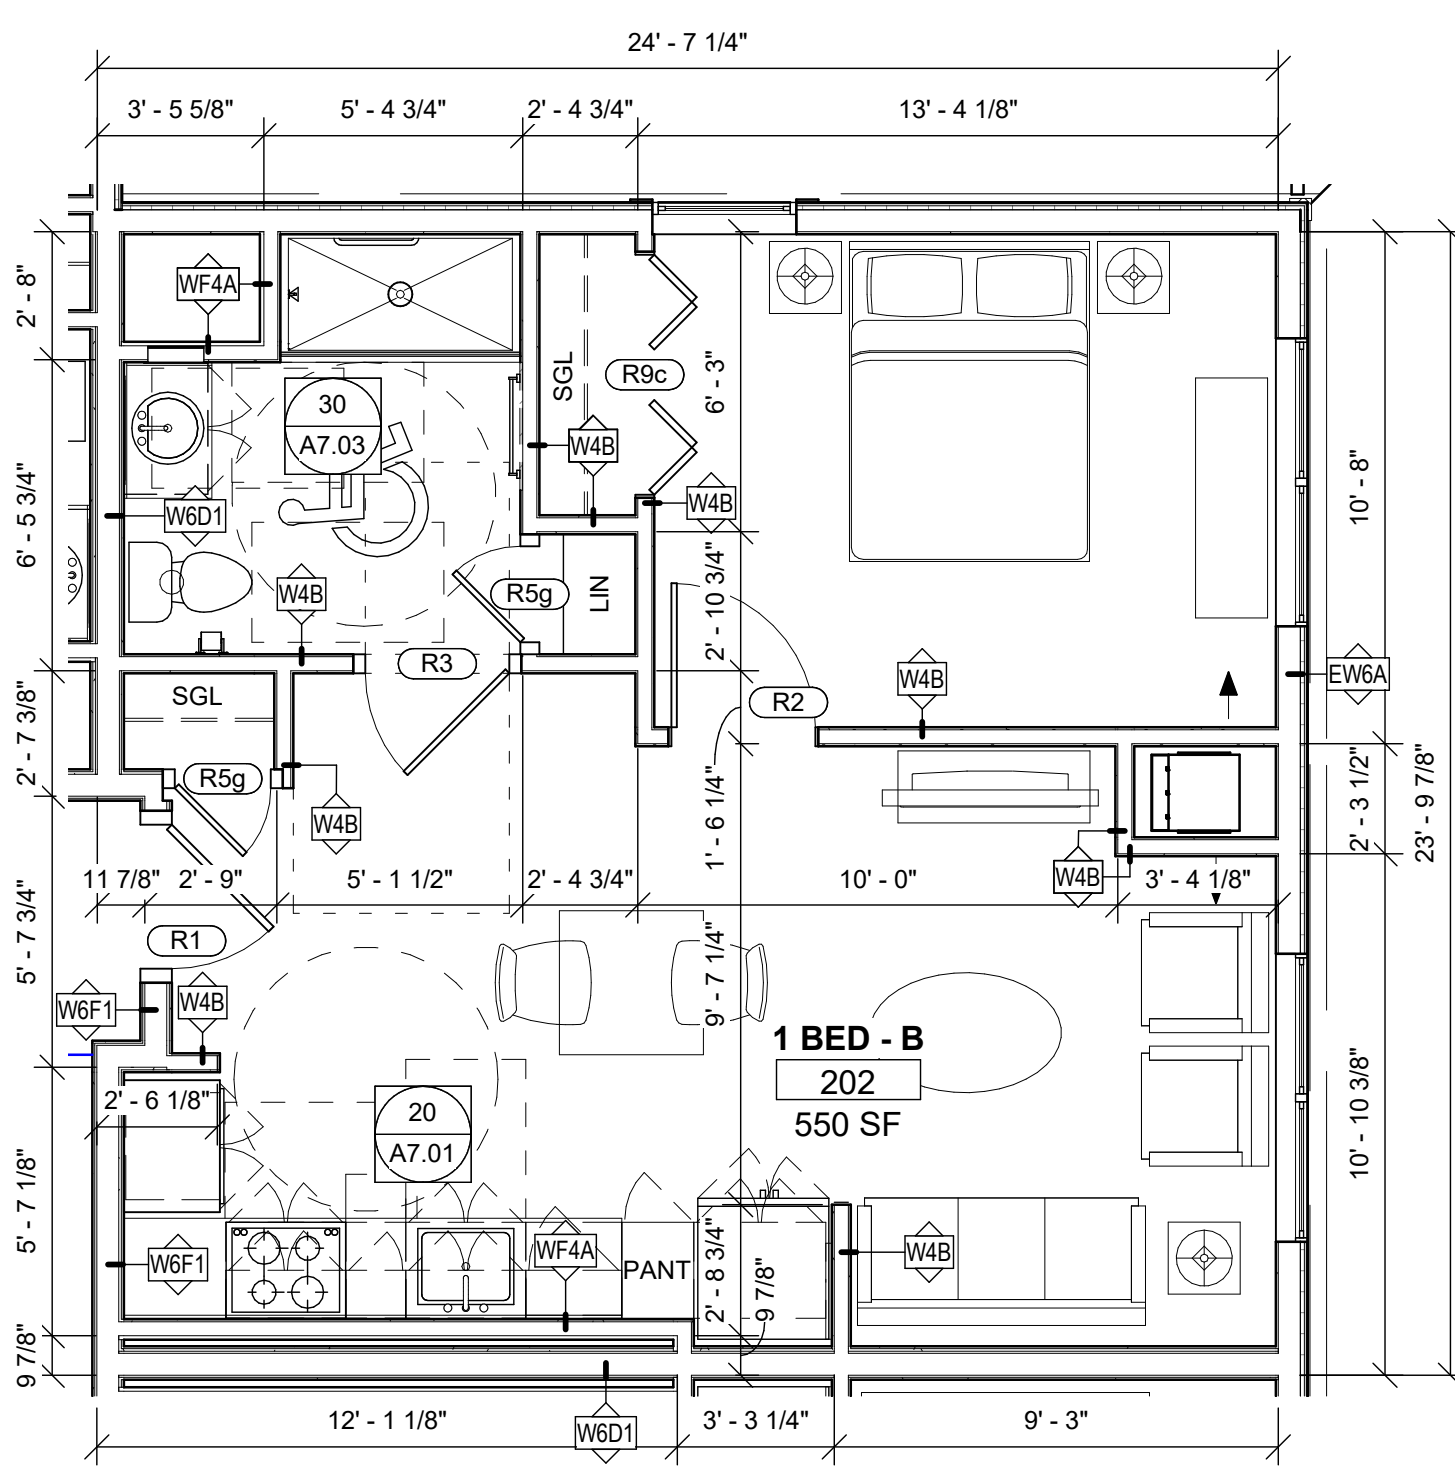 24' - 7 1/4"
3' - 5 5/8"
5' - 4 3/4"
2' - 4 3/4"
13' - 4 1/8"
2' - 8"
WF4A
SGL
R9c
6' - 3"
30
A7.03
W4B
W4B
10' - 8"
6' - 5 3/4"
W6D1
W4B
R5g
LIN
2' - 10 3/4"
R3
R2
W4B
EW6A
SGL
2' - 7 3/8"
R5g
W4B
1' - 6 1/4"
2' - 3 1/2"
23' - 9 7/8"
W4B
11 7/8"
2' - 9"
5' - 1 1/2"
2' - 4 3/4"
10' - 0"
3' - 4 1/8"
5' - 7 3/4"
R1
W6F1
W4B
9' - 7 1/4"
1 BED - B
202
550 SF
2' - 6 1/8"
20
A7.01
10' - 10 3/8"
5' - 7 1/8"
W6F1
WF4A
PANT
2' - 8 3/4"
9 7/8"
W4B
9 7/8"
12' - 1 1/8"
W6D1
3' - 3 1/4"
9' - 3"